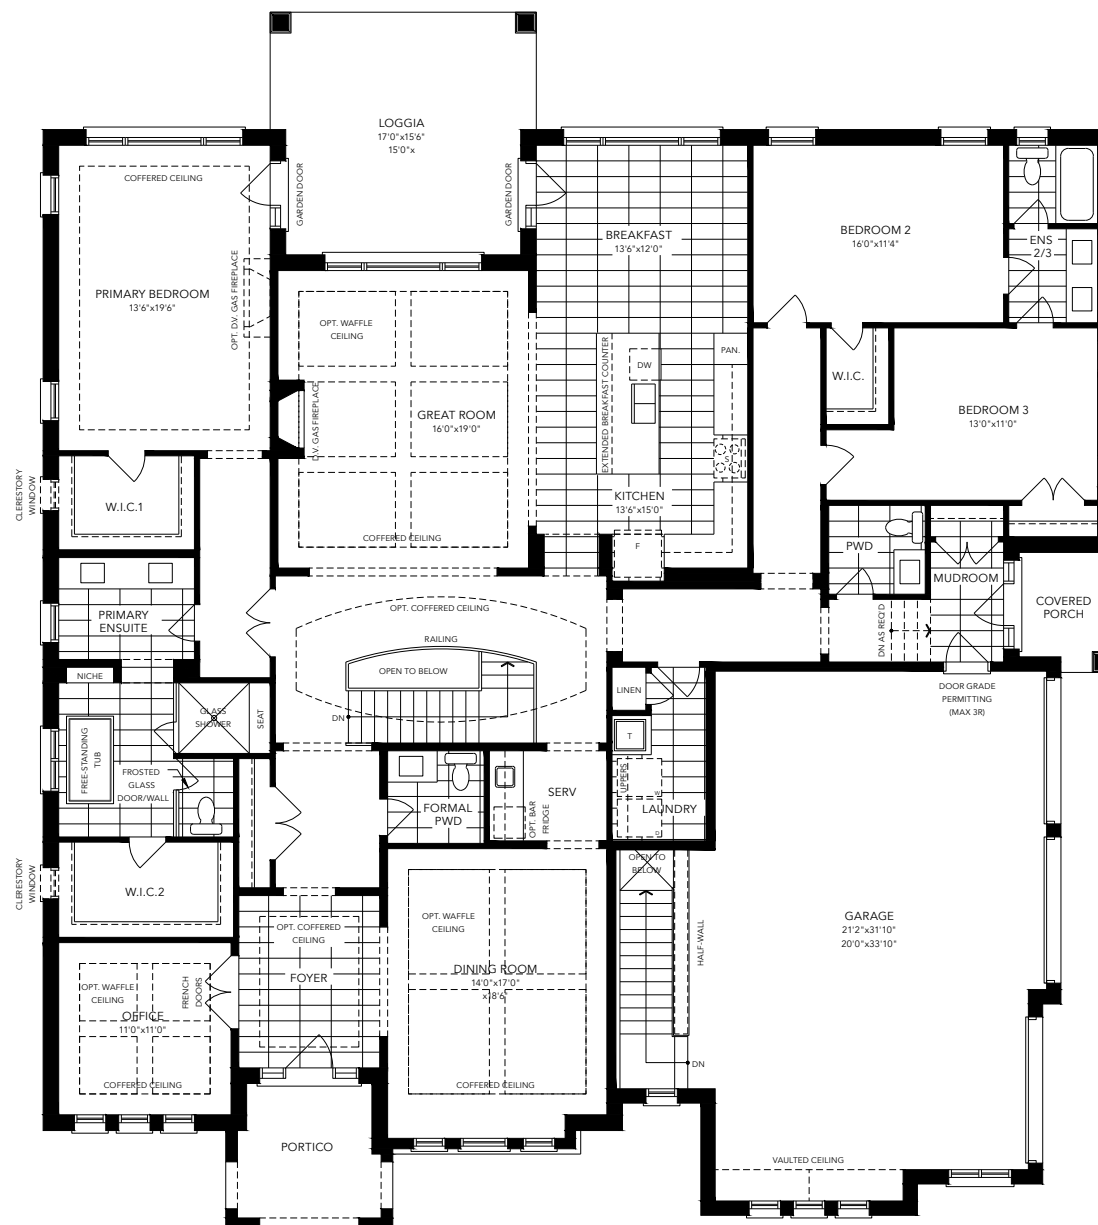 LOGGIA
17'0"x15'6"
15'0"x
COFFERED CEILING
GARDEN DOOR
GARDEN DOOR
PRIMARY BEDROOM
13'6"x19'6"
OPT. D.V. GAS FIREPLACE
BREAKFAST
13'6"x12'0"
BEDROOM 2
16'0"x11'4"
ENS
2/3
OPT. WAFFLE
CEILING
D.V. GAS FIREPLACE
GREAT ROOM
16'0"x19'0"
COFFERED CEILING
EXTENDED BREAKFAST COUNTER
DW
PAN.
S
KITCHEN
13'6"x15'0"
F
W.I.C.
BEDROOM 3
13'0"x11'0"
CLERESTORY
WINDOW
W.I.C.1
PWD
MUDROOM
COVERED
PORCH
DN AS REQ'D
PRIMARY
ENSUITE
OPT. COFFERED CEILING
RAILING
OPEN TO BELOW
DN
NICHE
GLASS
SHOWER
SEAT
LINEN
DOOR GRADE
PERMITTING
(MAX 3R)
FREE-STANDING
TUB
FROSTED
GLASS
DOOR/WALL
T
UPPERS
W
D
LAUNDRY
FORMAL
PWD
SERV
OPT. BAR
FRIDGE
CLERESTORY
WINDOW
W.I.C.2
OPEN TO
BELOW
HALF-WALL
DN
GARAGE
21'2"x31'10"
20'0"x33'10"
OPT. COFFERED
CEILING
FOYER
OPT. WAFFLE
CEILING
DINING ROOM
14'0"x17'0"
x18'6"
COFFERED CEILING
OPT. WAFFLE
CEILING
FRENCH
DOORS
OFFICE
11'0"x11'0"
COFFERED CEILING
PORTICO
VAULTED CEILING